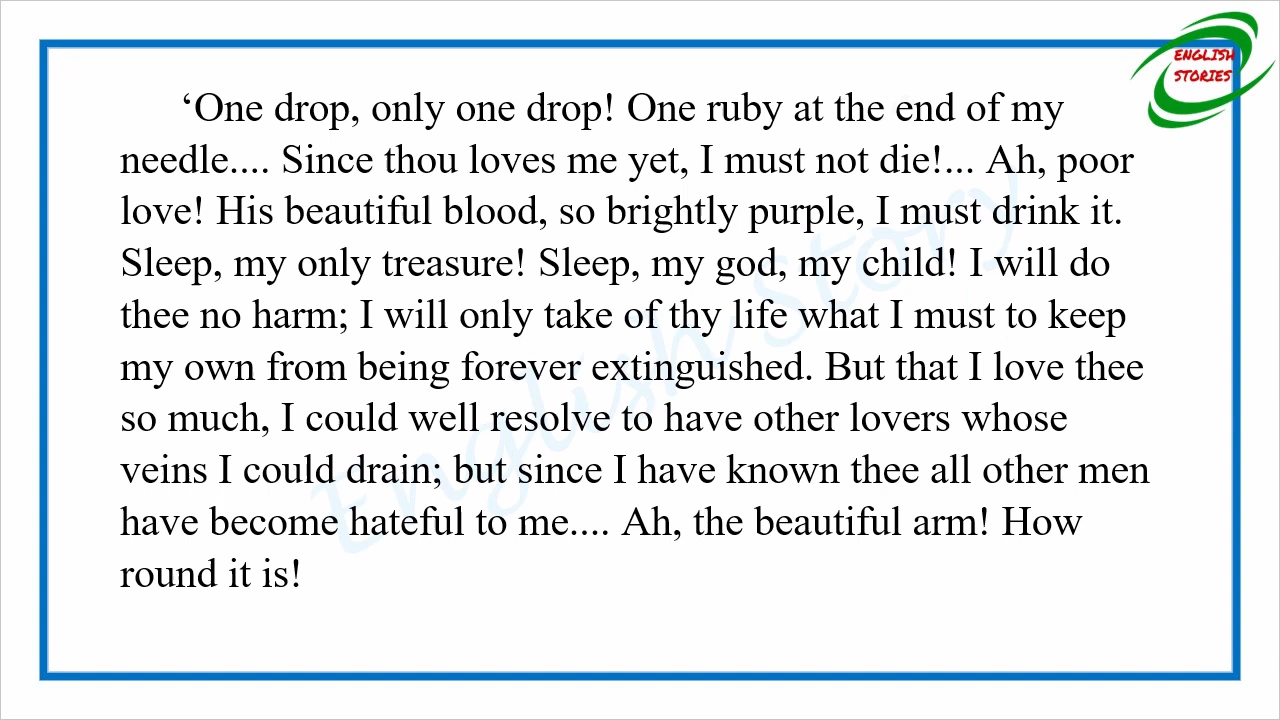 ENGLISH
STORIES
‘One drop, only one drop! One ruby at the end of my
needle.... Since thou loves me yet, I must not die!... Ah, poor
love! His beautiful blood, so brightly purple, I must drink it.
Sleep, my only treasure! Sleep, my god, my child! I will do
thee no harm; I will only take of thy life what I must to keep
my own from being forever extinguished. But that I love thee
so much, I could well resolve to have other lovers whose
veins I could drain; but since I have known thee all other men
have become hateful to me.... Ah, the beautiful arm! How
round it is!
English Story